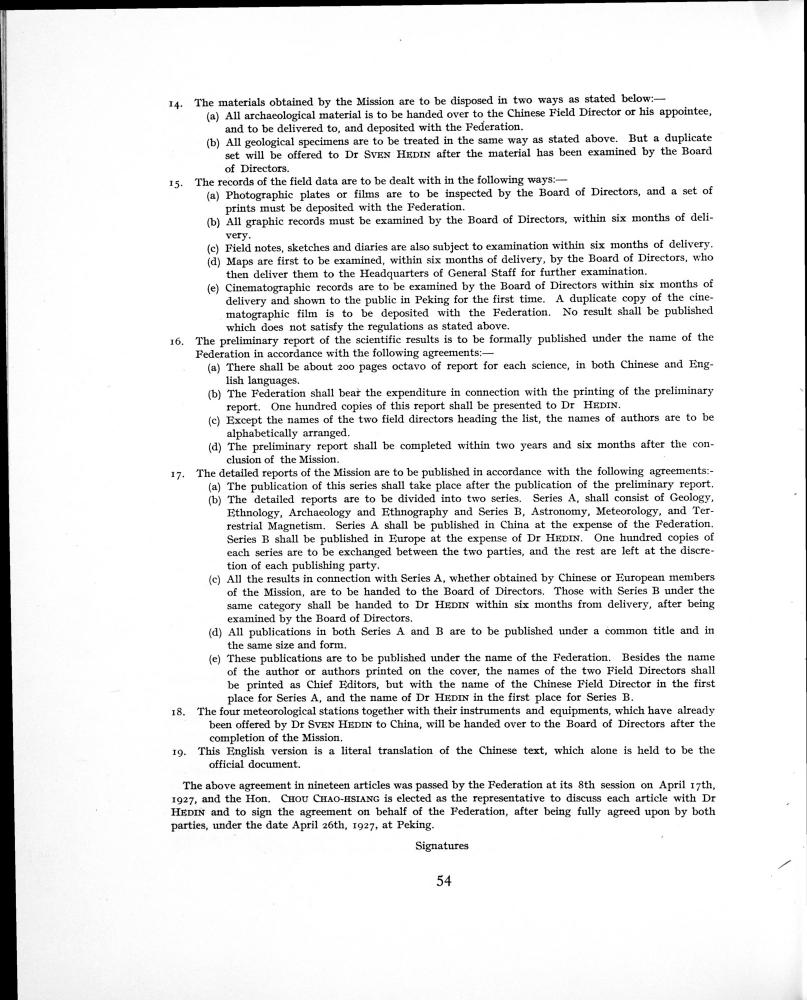 14. The materials obtained by the Mission are to be disposed in two ways as stated below:—
(a) All archaeological material is to be handed over to the Chinese Field Director or his appointee,
and to be delivered to, and deposited with the Federation.
(b) All geological specimens are to be treated in the same way as stated above. But a duplicate
set will be offered to Dr SVEN HEDIN after the material has been examined by the Board
of Directors.
15. The records of the field data are to be dealt with in the following ways:—
(a) Photographic plates or films are to be inspected by the Board of Directors, and a set of
prints must be deposited with the Federation.
(b) All graphic records must be examined by the Board of Directors, within six months of deli-
very.
(c) Field notes, sketches and diaries are also subject to examination within six months of delivery.
(d) Maps are first to be examined, within six months of delivery, by the Board of Directors, who
then deliver them to the Headquarters of General Staff for further examination.
(e) Cinematographic records are to be examined by the Board of Directors within six months of
delivery and shown to the public in Peking for the first time. A duplicate copy of the cine-
matographic film is to be deposited with the Federation. No result shall be published
which does not satisfy the regulations as stated above.
16. The preliminary report of the scientific results is to be formally published under the name of the
Federation in accordance with the following agreements:—
(a) There shall be about 200 pages octavo of report for each science, in both Chinese and Eng-
lish languages.
(b) The Federation shall bear the expenditure in connection with the printing of the preliminary
report. One hundred copies of this report shall be presented to Dr HEDIN.
(c) Except the names of the two field directors heading the list, the names of authors are to be
alphabetically arranged.
(d) The preliminary report shall be completed within two years and six months after the con-
clusion of the Mission.
17. The detailed reports of the Mission are to be published in accordance with the following agreements:-
(a) The publication of this series shall take place after the publication of the preliminary report.
(b) The detailed reports are to be divided into two series. Series A, shall consist of Geology,
Ethnology, Archaeology and Ethnography and Series B, Astronomy, Meteorology, and Ter-
restrial Magnetism. Series A shall be published in China at the expense of the Federation.
Series B shall be published in Europe at the expense of Dr HEDIN. One hundred copies of
each series are to be exchanged between the two parties, and the rest are left at the discre-
tion of each publishing party.
(c) All the results in connection with Series A, whether obtained by Chinese or European members
of the Mission, are to be handed to the Board of Directors. Those with Series B under the
same category shall be handed to Dr HEDIN within six months from delivery, after being
examined by the Board of Directors.
(d) All publications in both Series A and B are to be published under a common title and in
the same size and form.
(e) These publications are to be published under the name of the Federation. Besides the name
of the author or authors printed on the cover, the names of the two Field Directors shall
be printed as Chief Editors, but with the name of the Chinese Field Director in the first
place for Series A, and the name of Dr HEDIN in the first place for Series B.
18. The four meteorological stations together with their instruments and equipments, which have already
been offered by Dr SVEN HEDIN to China, will be handed over to the Board of Directors after the
completion of the Mission.
19. This English version is a literal translation of the Chinese text, which alone is held to be the
official document.
The above agreement in nineteen articles was passed by the Federation at its 8th session on April 17th,
1927, and the Hon. CHOU CHAO-HSIANG is elected as the representative to discuss each article with Dr
HEDIN and to sign the agreement on behalf of the Federation, after being fully agreed upon by both
parties, under the date April 26th, 1927, at Peking.
Signatures
54